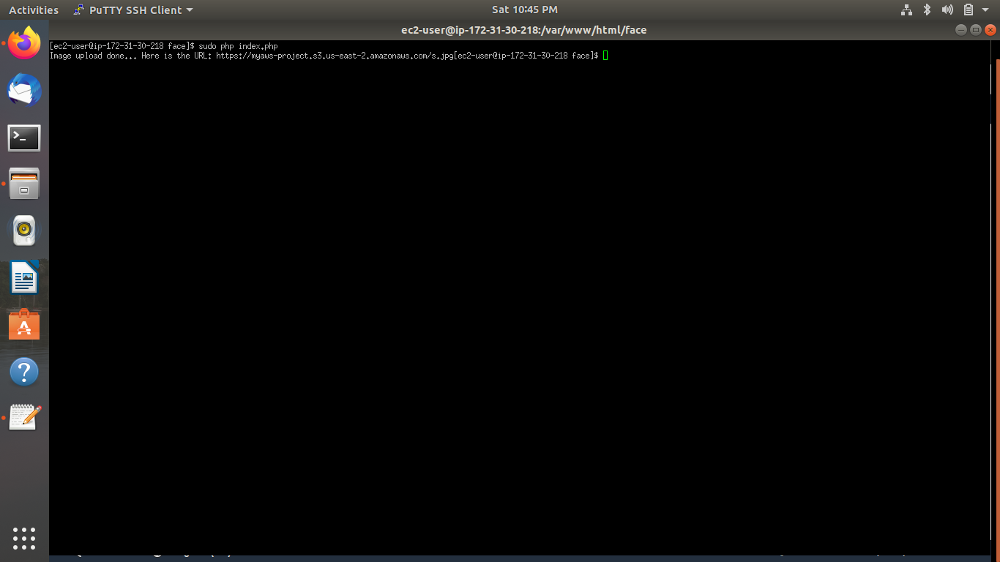 Activities PuTTY SSH Client Sat 10:45 PM
ec2-user@ip-172-31-30-218:/var/www/html/face
[ec2-user@ip-172-31-30-218 face]$ sudo php index.php
Image upload done... Here is the URL: https://myaws-project.s3.us-east-2.amazonaws.com/s.jpg[ec2-user@ip-172-31-30-218 face]$